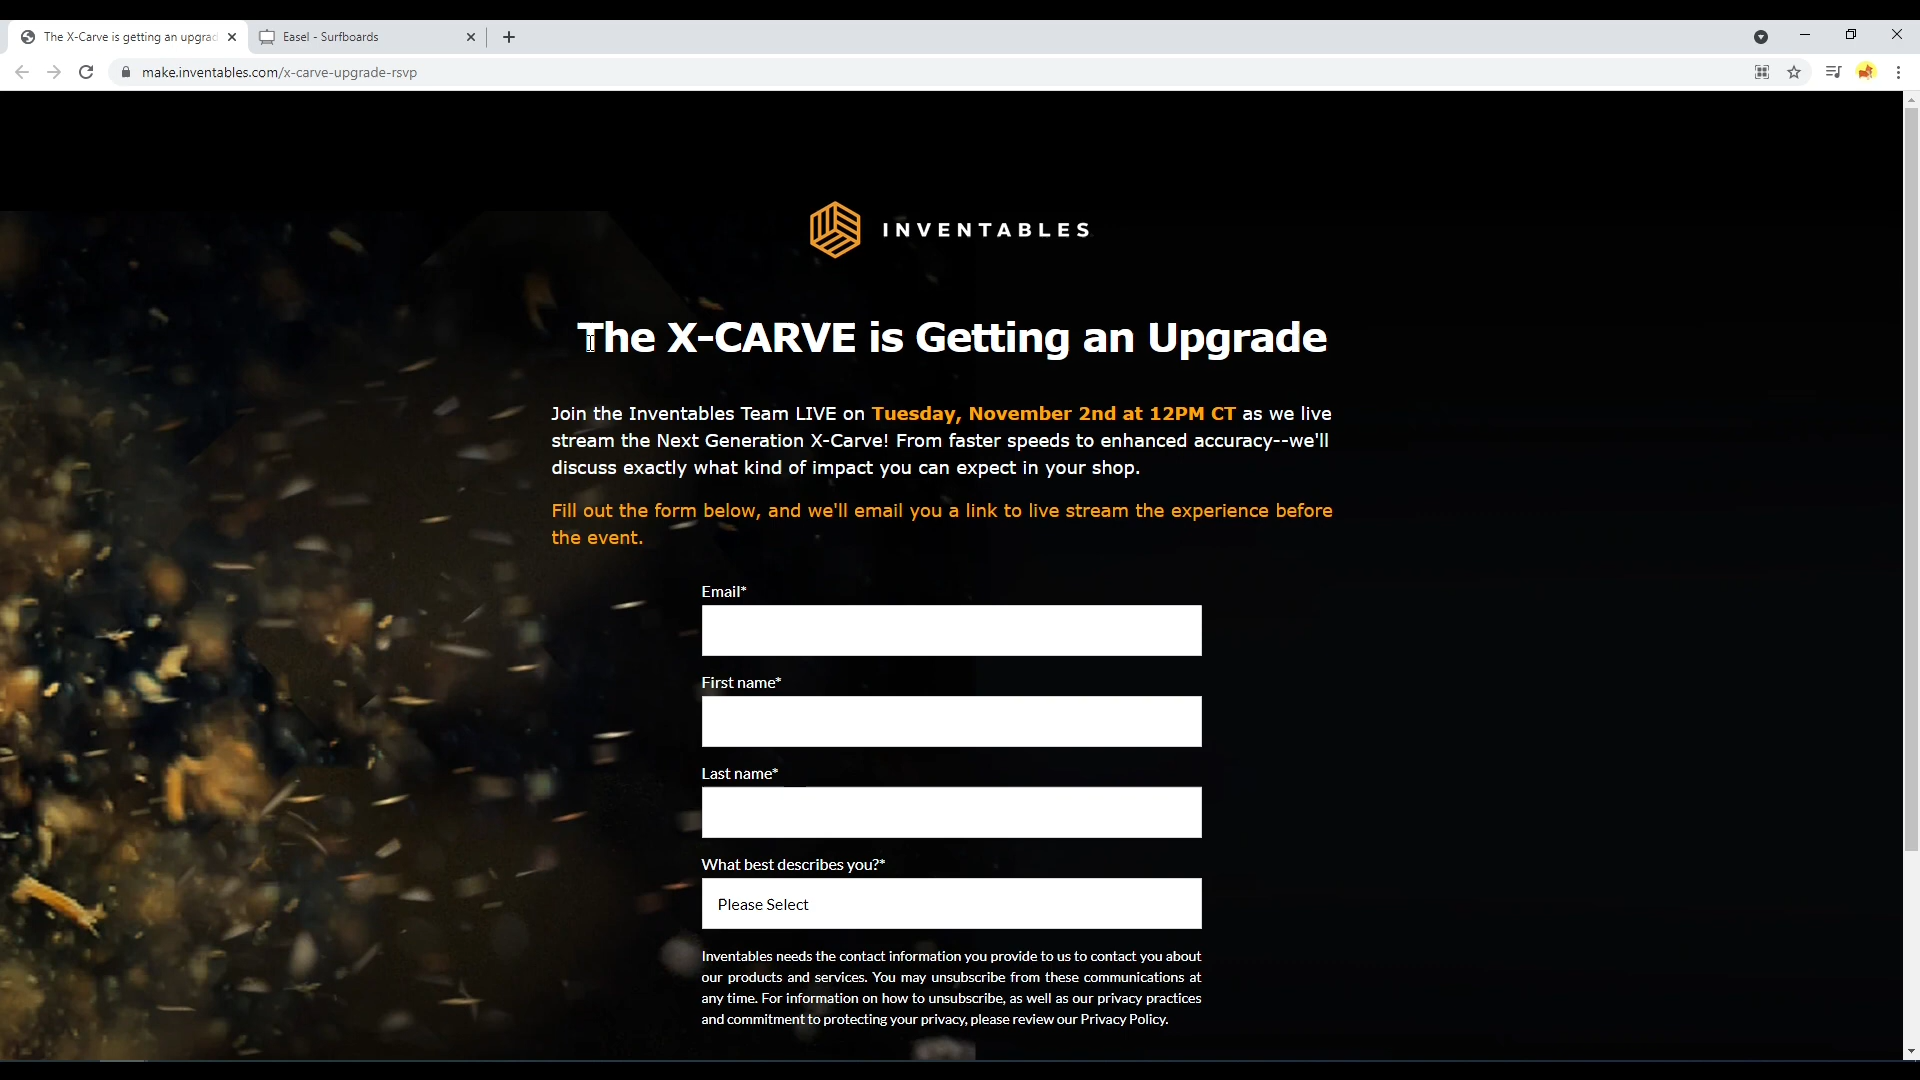 The X-Carve is getting an upgrad
Easel - Surfboards
make.inventables.com/x-carve-upgrade-rsvp
INVENTABLES
The X-CARVE is Getting an Upgrade
Join the Inventables Team LIVE on Tuesday, November 2nd at 12PM CT as we live
stream the Next Generation X-Carve! From faster speeds to enhanced accuracy--we'll
discuss exactly what kind of impact you can expect in your shop.
Fill out the form below, and we'll email you a link to live stream the experience before
the event.
Email*
First name*
Last name*
What best describes you?*
Please Select
Inventables needs the contact information you provide to us to contact you about
our products and services. You may unsubscribe from these communications at
any time. For information on how to unsubscribe, as well as our privacy practices
and commitment to protecting your privacy, please review our Privacy Policy.